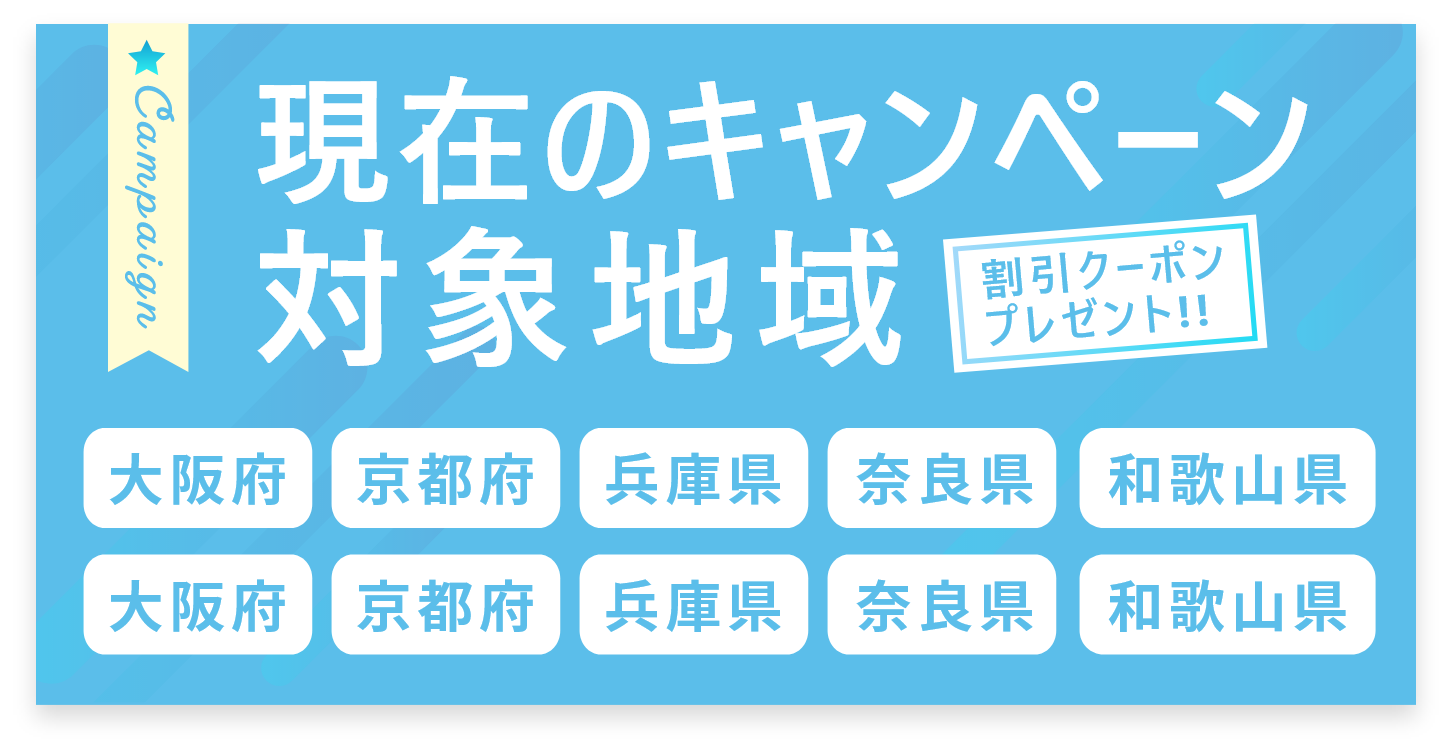 Campaign
現在のキャンペーン
対象地域
割引クーポン
プレゼント!!
大阪府 京都府 兵庫県 奈良県 和歌山県
大阪府 京都府 兵庫県 奈良県 和歌山県